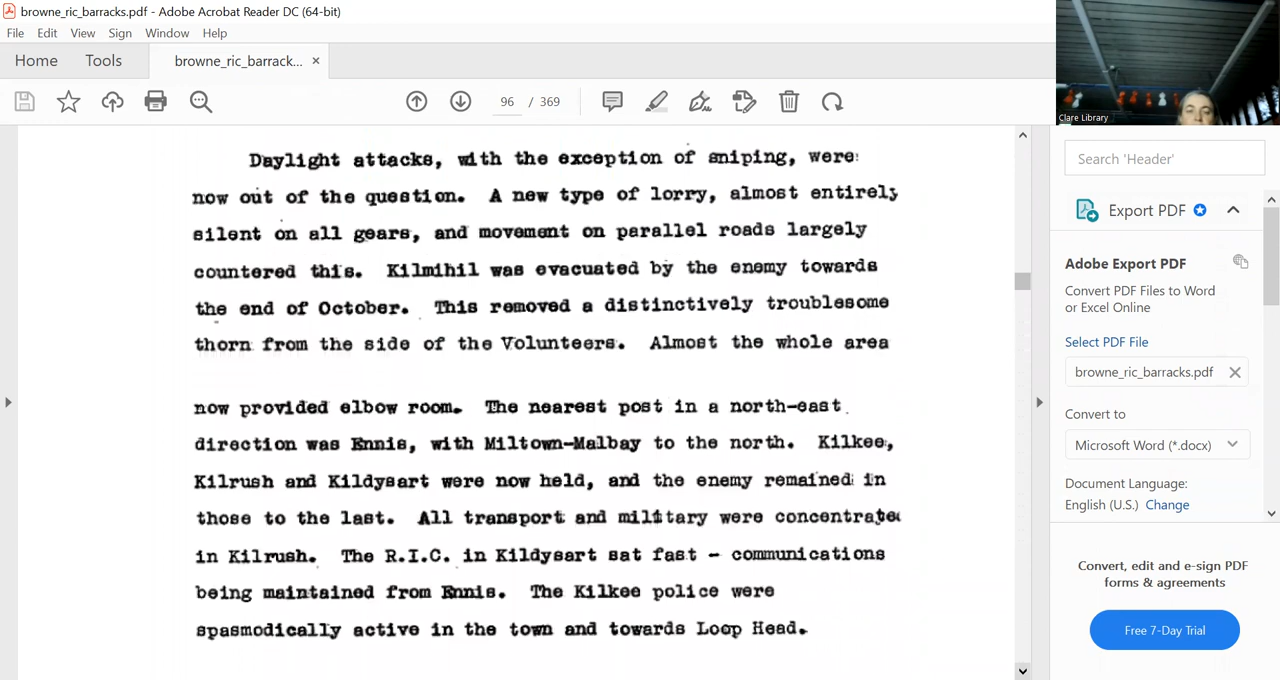 browne_ric_barracks.pdf - Adobe Acrobat Reader DC (64-bit)
File Edit View Sign Window Help
Home Tools browne_ric_barrack... ×
96 / 369
Clare Library
Daylight attacks, with the exception of sniping, were
now out of the question. A new type of lorry, almost entirely
silent on all gears, and movement on parallel roads largely
countered this. Kilmihil was evacuated by the enemy towards
the end of October. This removed a distinctively troublesome
thorn from the side of the Volunteers. Almost the whole area
now provided elbow room. The nearest post in a north-east
direction was Ennis, with Miltown-Malbay to the north. Kilkee,
Kilrush and Kildysart were now held, and the enemy remained in
those to the last. All transport and military were concentrated
in Kilrush. The R.I.C. in Kildysart sat fast - communications
being maintained from Ennis. The Kilkee police were
spasmodically active in the town and towards Loop Head.
Search 'Header'
Export PDF
Adobe Export PDF
Convert PDF Files to Word
or Excel Online
Select PDF File
browne_ric_barracks.pdf
Convert to
Microsoft Word (*.docx)
Document Language:
English (U.S.) Change
Convert, edit and e-sign PDF
forms & agreements
Free 7-Day Trial